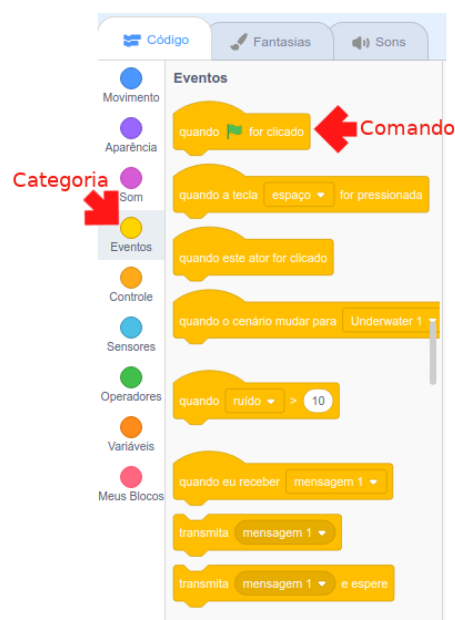 Código
Fantasias
Sons
Movimento
Aparência
Som
Eventos
Controle
Sensores
Operadores
Variáveis
Meus Blocos
Categoria
Eventos
quando for clicado
Comando
quando a tecla espaço for pressionada
quando este ator for clicado
quando o cenário mudar para Underwater 1
quando ruído > 10
quando eu receber mensagem 1
transmita mensagem 1
transmita mensagem 1 e espere